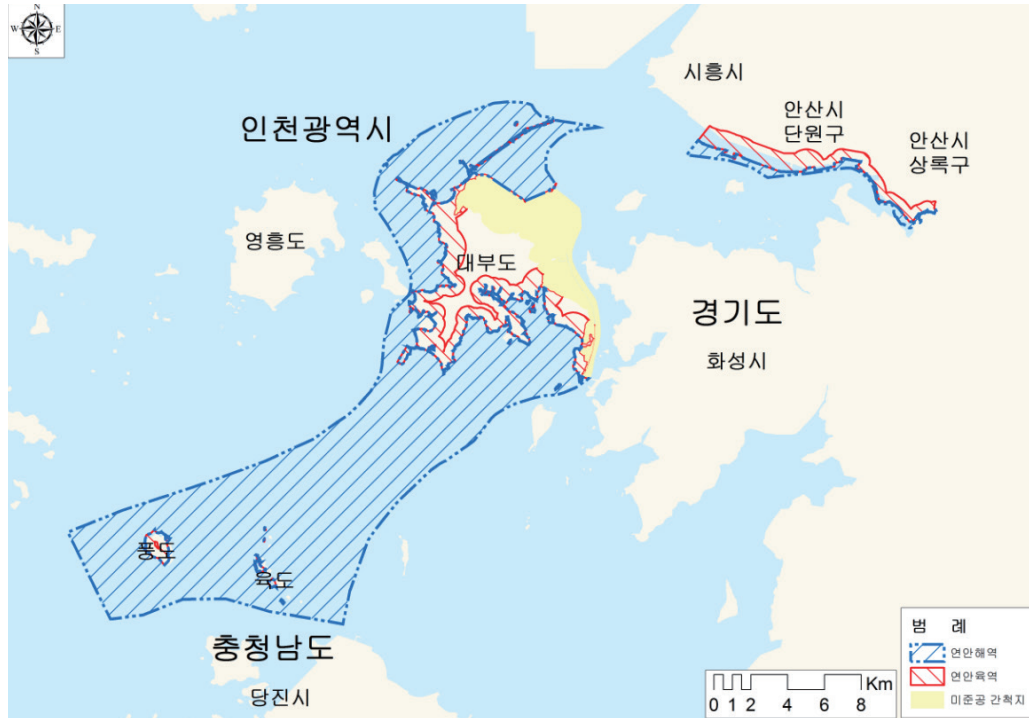 N
W E
S
시흥시
인천광역시
안산시
단원구
안산시
상록구
영흥도
대부도
경기도
화성시
풍도
육도
충청남도
당진시
범 례
연안해역
연안육역
미준공 간척지
Km
0 1 2 4 6 8